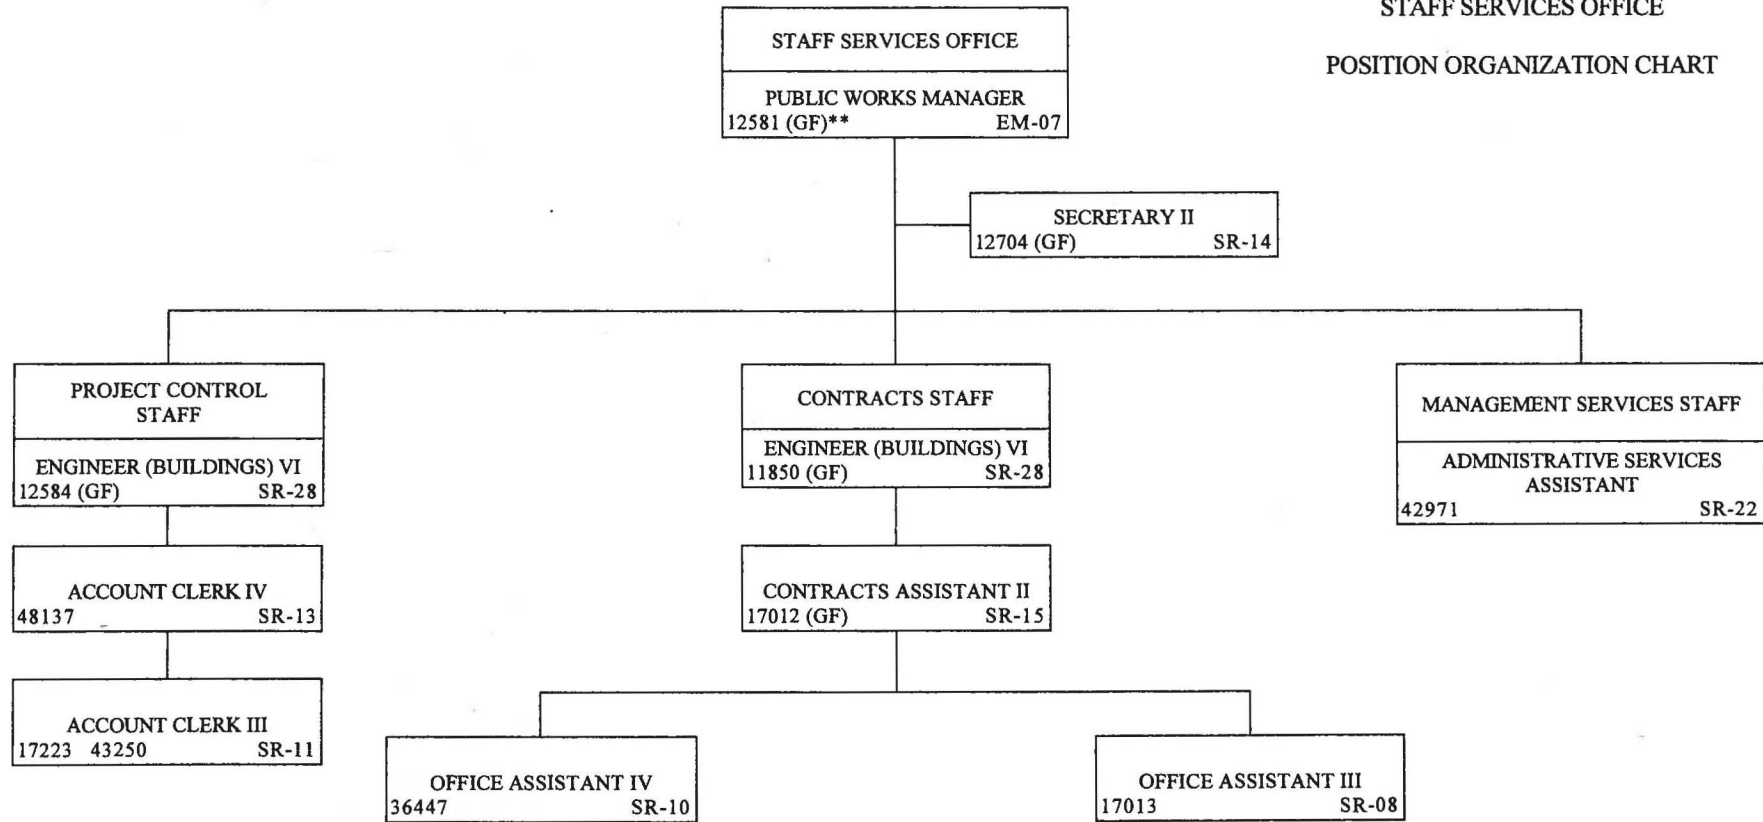 STAFF SERVICES OFFICE
POSITION ORGANIZATION CHART
STAFF SERVICES OFFICE
PUBLIC WORKS MANAGER
12581 (GF)** EM-07
SECRETARY II
12704 (GF) SR-14
PROJECT CONTROL
STAFF
ENGINEER (BUILDINGS) VI
12584 (GF) SR-28
CONTRACTS STAFF
ENGINEER (BUILDINGS) VI
11850 (GF) SR-28
MANAGEMENT SERVICES STAFF
ADMINISTRATIVE SERVICES
ASSISTANT
42971 SR-22
ACCOUNT CLERK IV
48137 SR-13
CONTRACTS ASSISTANT II
17012 (GF) SR-15
ACCOUNT CLERK III
17223 43250 SR-11
OFFICE ASSISTANT IV
36447 SR-10
OFFICE ASSISTANT III
17013 SR-08